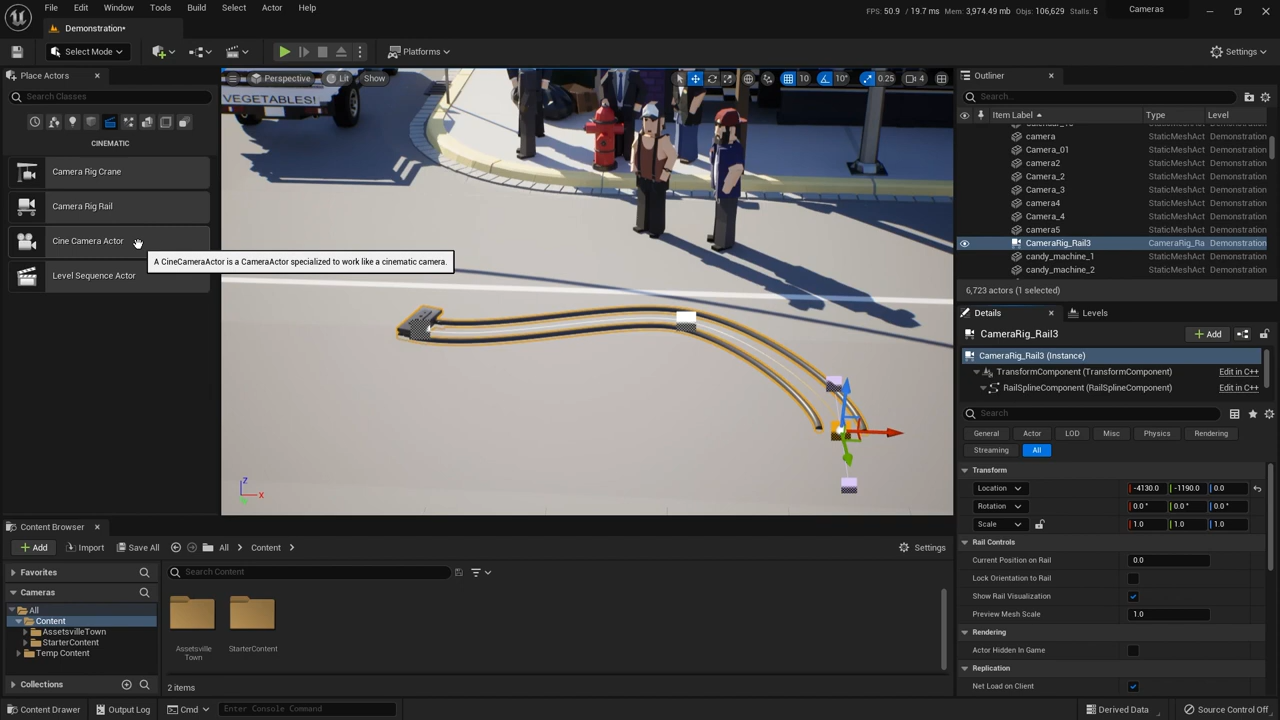 File Edit Window Tools Build Select Actor Help
FPS: 50.9 / 19.7 ms Mem: 3,974.49 mb Objs: 106,629 Stalls: 5
Cameras
Demonstration*
Select Mode
Platforms
Settings
Place Actors
Search Classes
CINEMATIC
Camera Rig Crane
Camera Rig Rail
Cine Camera Actor
Level Sequence Actor
A CineCameraActor is a CameraActor specialized to work like a cinematic camera.
Perspective Lit Show
10 10° 0.25 4
VEGETABLES!
Z
X
Outliner
Search...
Item Label Type Level
camera StaticMeshAct Demonstration
Camera_01 StaticMeshAct Demonstration
camera2 StaticMeshAct Demonstration
Camera_2 StaticMeshAct Demonstration
Camera_3 StaticMeshAct Demonstration
camera4 StaticMeshAct Demonstration
Camera_4 StaticMeshAct Demonstration
camera5 StaticMeshAct Demonstration
CameraRig_Rail3 CameraRig_Ra Demonstration
candy_machine_1 StaticMeshAct Demonstration
candy_machine_2 StaticMeshAct Demonstration
6,723 actors (1 selected)
Details Levels
CameraRig_Rail3
Add
CameraRig_Rail3 (Instance)
TransformComponent (TransformComponent) Edit in C++
RailSplineComponent (RailSplineComponent) Edit in C++
Search
General Actor LOD Misc Physics Rendering
Streaming All
Transform
Location -4130.0 -1190.0 0.0
Rotation 0.0° 0.0° 0.0°
Scale 1.0 1.0 1.0
Rail Controls
Current Position on Rail 0.0
Lock Orientation to Rail
Show Rail Visualization
Preview Mesh Scale 1.0
Rendering
Actor Hidden In Game
Replication
Net Load on Client
Content Browser
Add Import Save All All Content Settings
Favorites
Cameras
All
Content
AssetsvilleTown
StarterContent
Temp Content
Collections
Search Content
Assetsville
Town
StarterContent
2 items
Content Drawer Output Log Cmd Enter Console Command
Derived Data Source Control Off